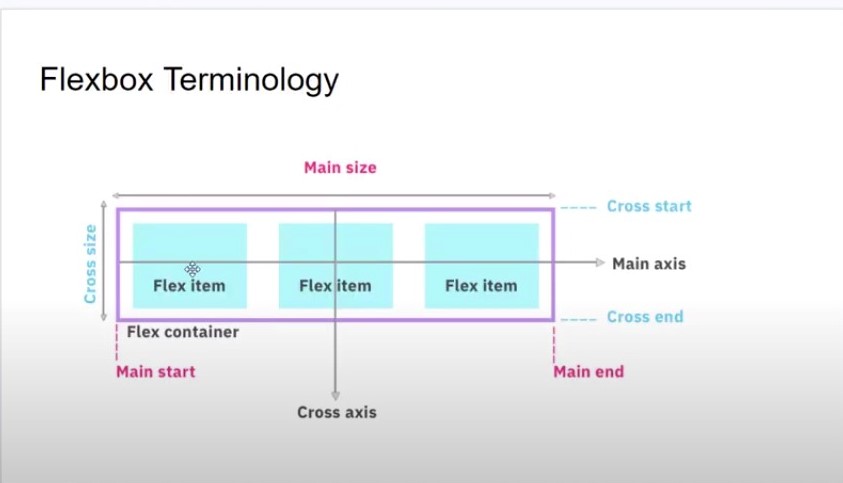 Flexbox Terminology
Main size
Cross start
Cross size
Main axis
Flex item
Flex item
Flex item
Cross end
Flex container
Main start
Main end
Cross axis